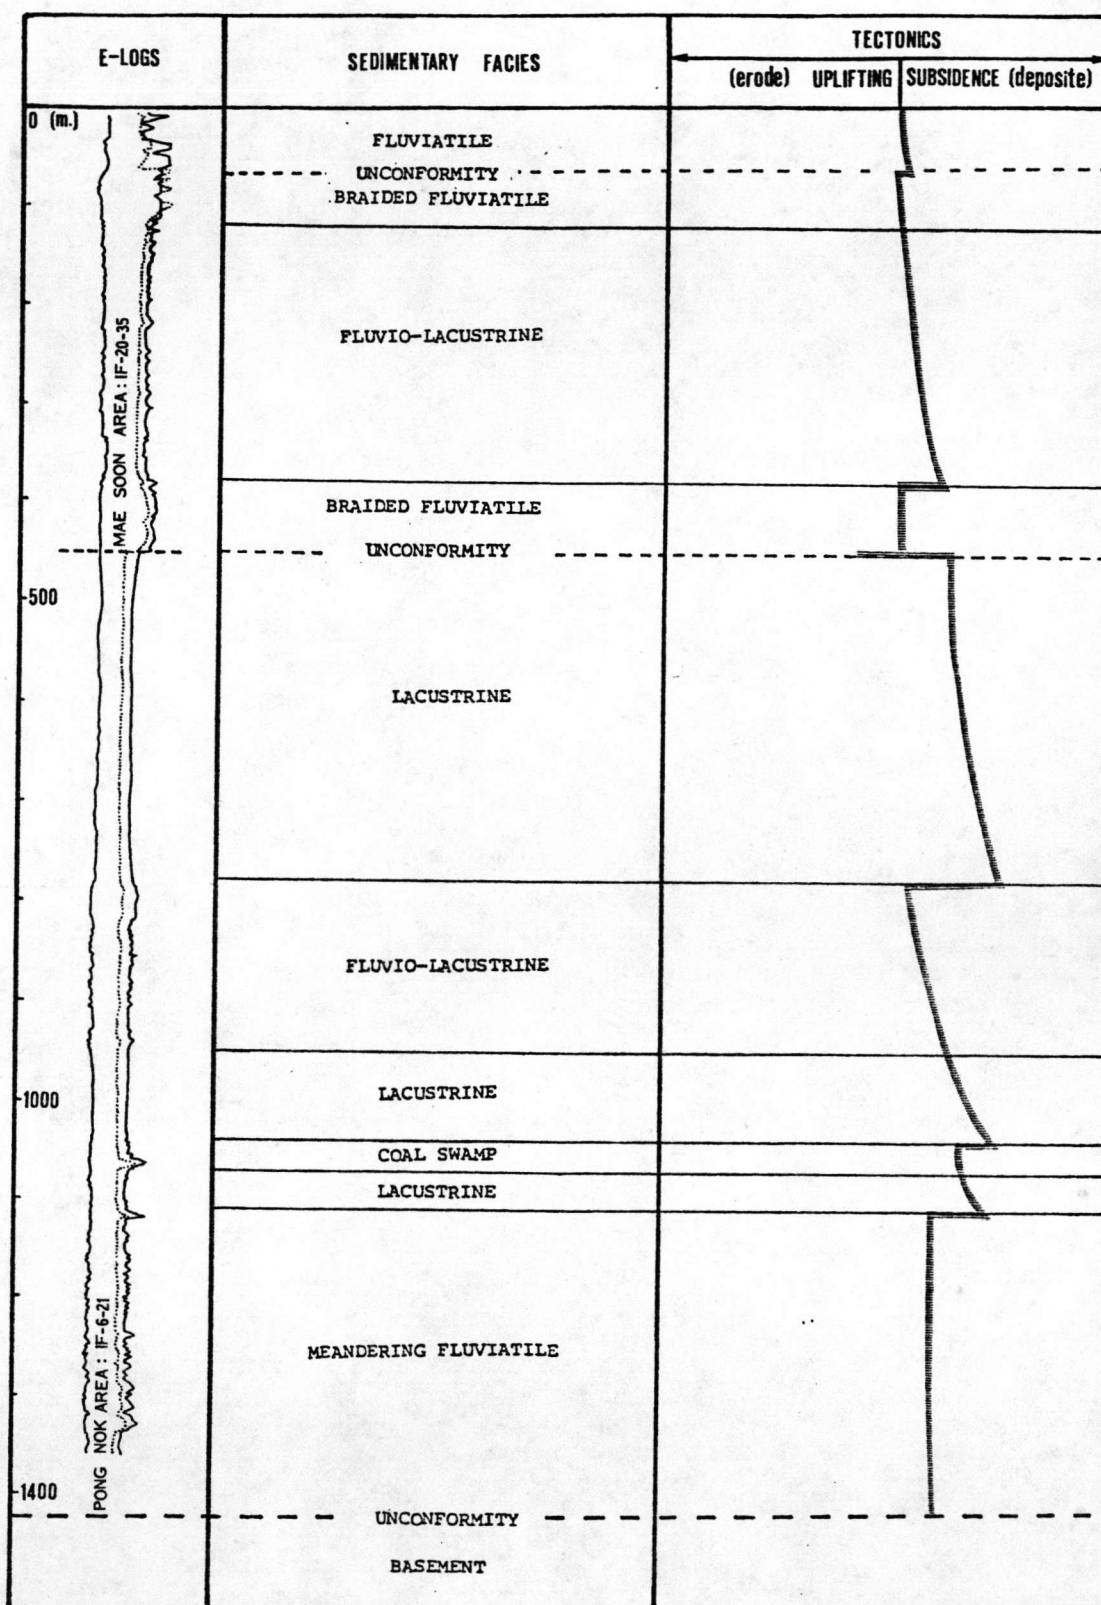 E-LOGS
SEDIMENTARY FACIES
TECTONICS
(erode) UPLIFTING SUBSIDENCE (deposite)
0 (m.)
FLUVIATILE
UNCONFORMITY
BRAIDED FLUVIATILE
FLUVIO-LACUSTRINE
MAE SOON AREA: IF-20-35
BRAIDED FLUVIATILE
UNCONFORMITY
500
LACUSTRINE
FLUVIO-LACUSTRINE
LACUSTRINE
1000
COAL SWAMP
LACUSTRINE
MEANDERING FLUVIATILE
PONG NOK AREA: IF-6-21
1400
UNCONFORMITY
BASEMENT